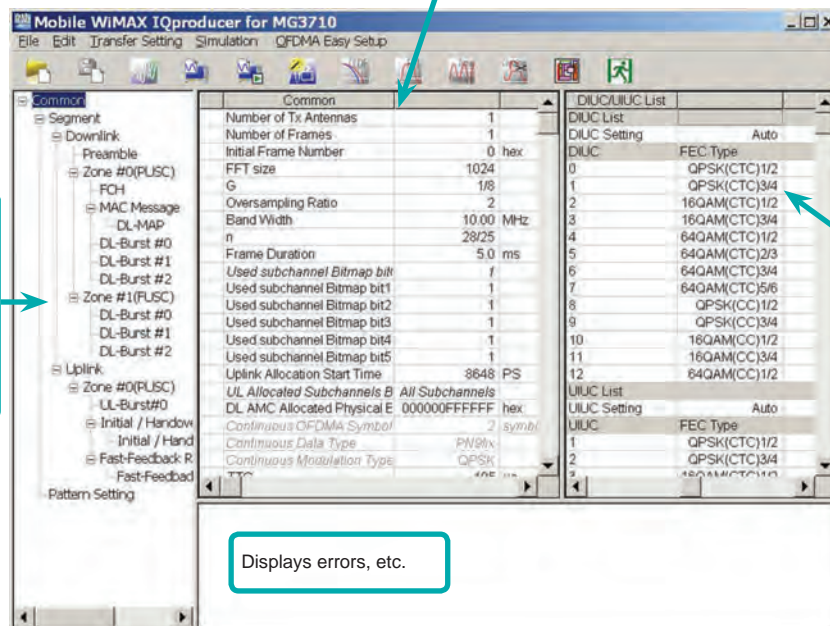 Mobile WiMAX IQproducer for MG3710
File Edit Transfer Setting Simulation OFDMA Easy Setup
Common
Segment
Downlink
Preamble
Zone #0(PUSC)
FCH
MAC Message
DL-MAP
DL-Burst #0
DL-Burst #1
DL-Burst #2
Zone #1(FUSC)
DL-Burst #0
DL-Burst #1
DL-Burst #2
Uplink
Zone #0(PUSC)
UL-Burst#0
Initial / Handov
Initial / Hand
Fast-Feedback R
Fast-Feedbad
Pattern Setting
Common
Number of Tx Antennas 1
Number of Frames 1
Initial Frame Number 0 hex
FFT size 1024
G 1/8
Oversampling Ratio 2
Band Width 10.00 MHz
n 28/25
Frame Duration 5.0 ms
Used subchannel Bitmap bit 1
Used subchannel Bitmap bit1 1
Used subchannel Bitmap bit2 1
Used subchannel Bitmap bit3 1
Used subchannel Bitmap bit4 1
Used subchannel Bitmap bit5 1
Uplink Allocation Start Time 8648 PS
UL Allocated Subchannels B All Subchannels
DL AMC Allocated Physical E 000000FFFFFF hex
Continuous OFDMA Symbol 2 symb
Continuous Data Type PN9fix
Continuous Modulation Type QPSK
TTG
DIUC/UIUC List
DIUC List
DIUC Setting Auto
DIUC FEC Type
0 QPSK(CTC)1/2
1 QPSK(CTC)3/4
2 16QAM(CTC)1/2
3 16QAM(CTC)3/4
4 64QAM(CTC)1/2
5 64QAM(CTC)2/3
6 64QAM(CTC)3/4
7 64QAM(CTC)5/6
8 QPSK(CC)1/2
9 QPSK(CC)3/4
10 16QAM(CC)1/2
11 16QAM(CC)3/4
12 64QAM(CC)1/2
UIUC List
UIUC Setting Auto
UIUC FEC Type
1 QPSK(CTC)1/2
2 QPSK(CTC)3/4
3 16QAM(CTC)1/2
Displays errors, etc.